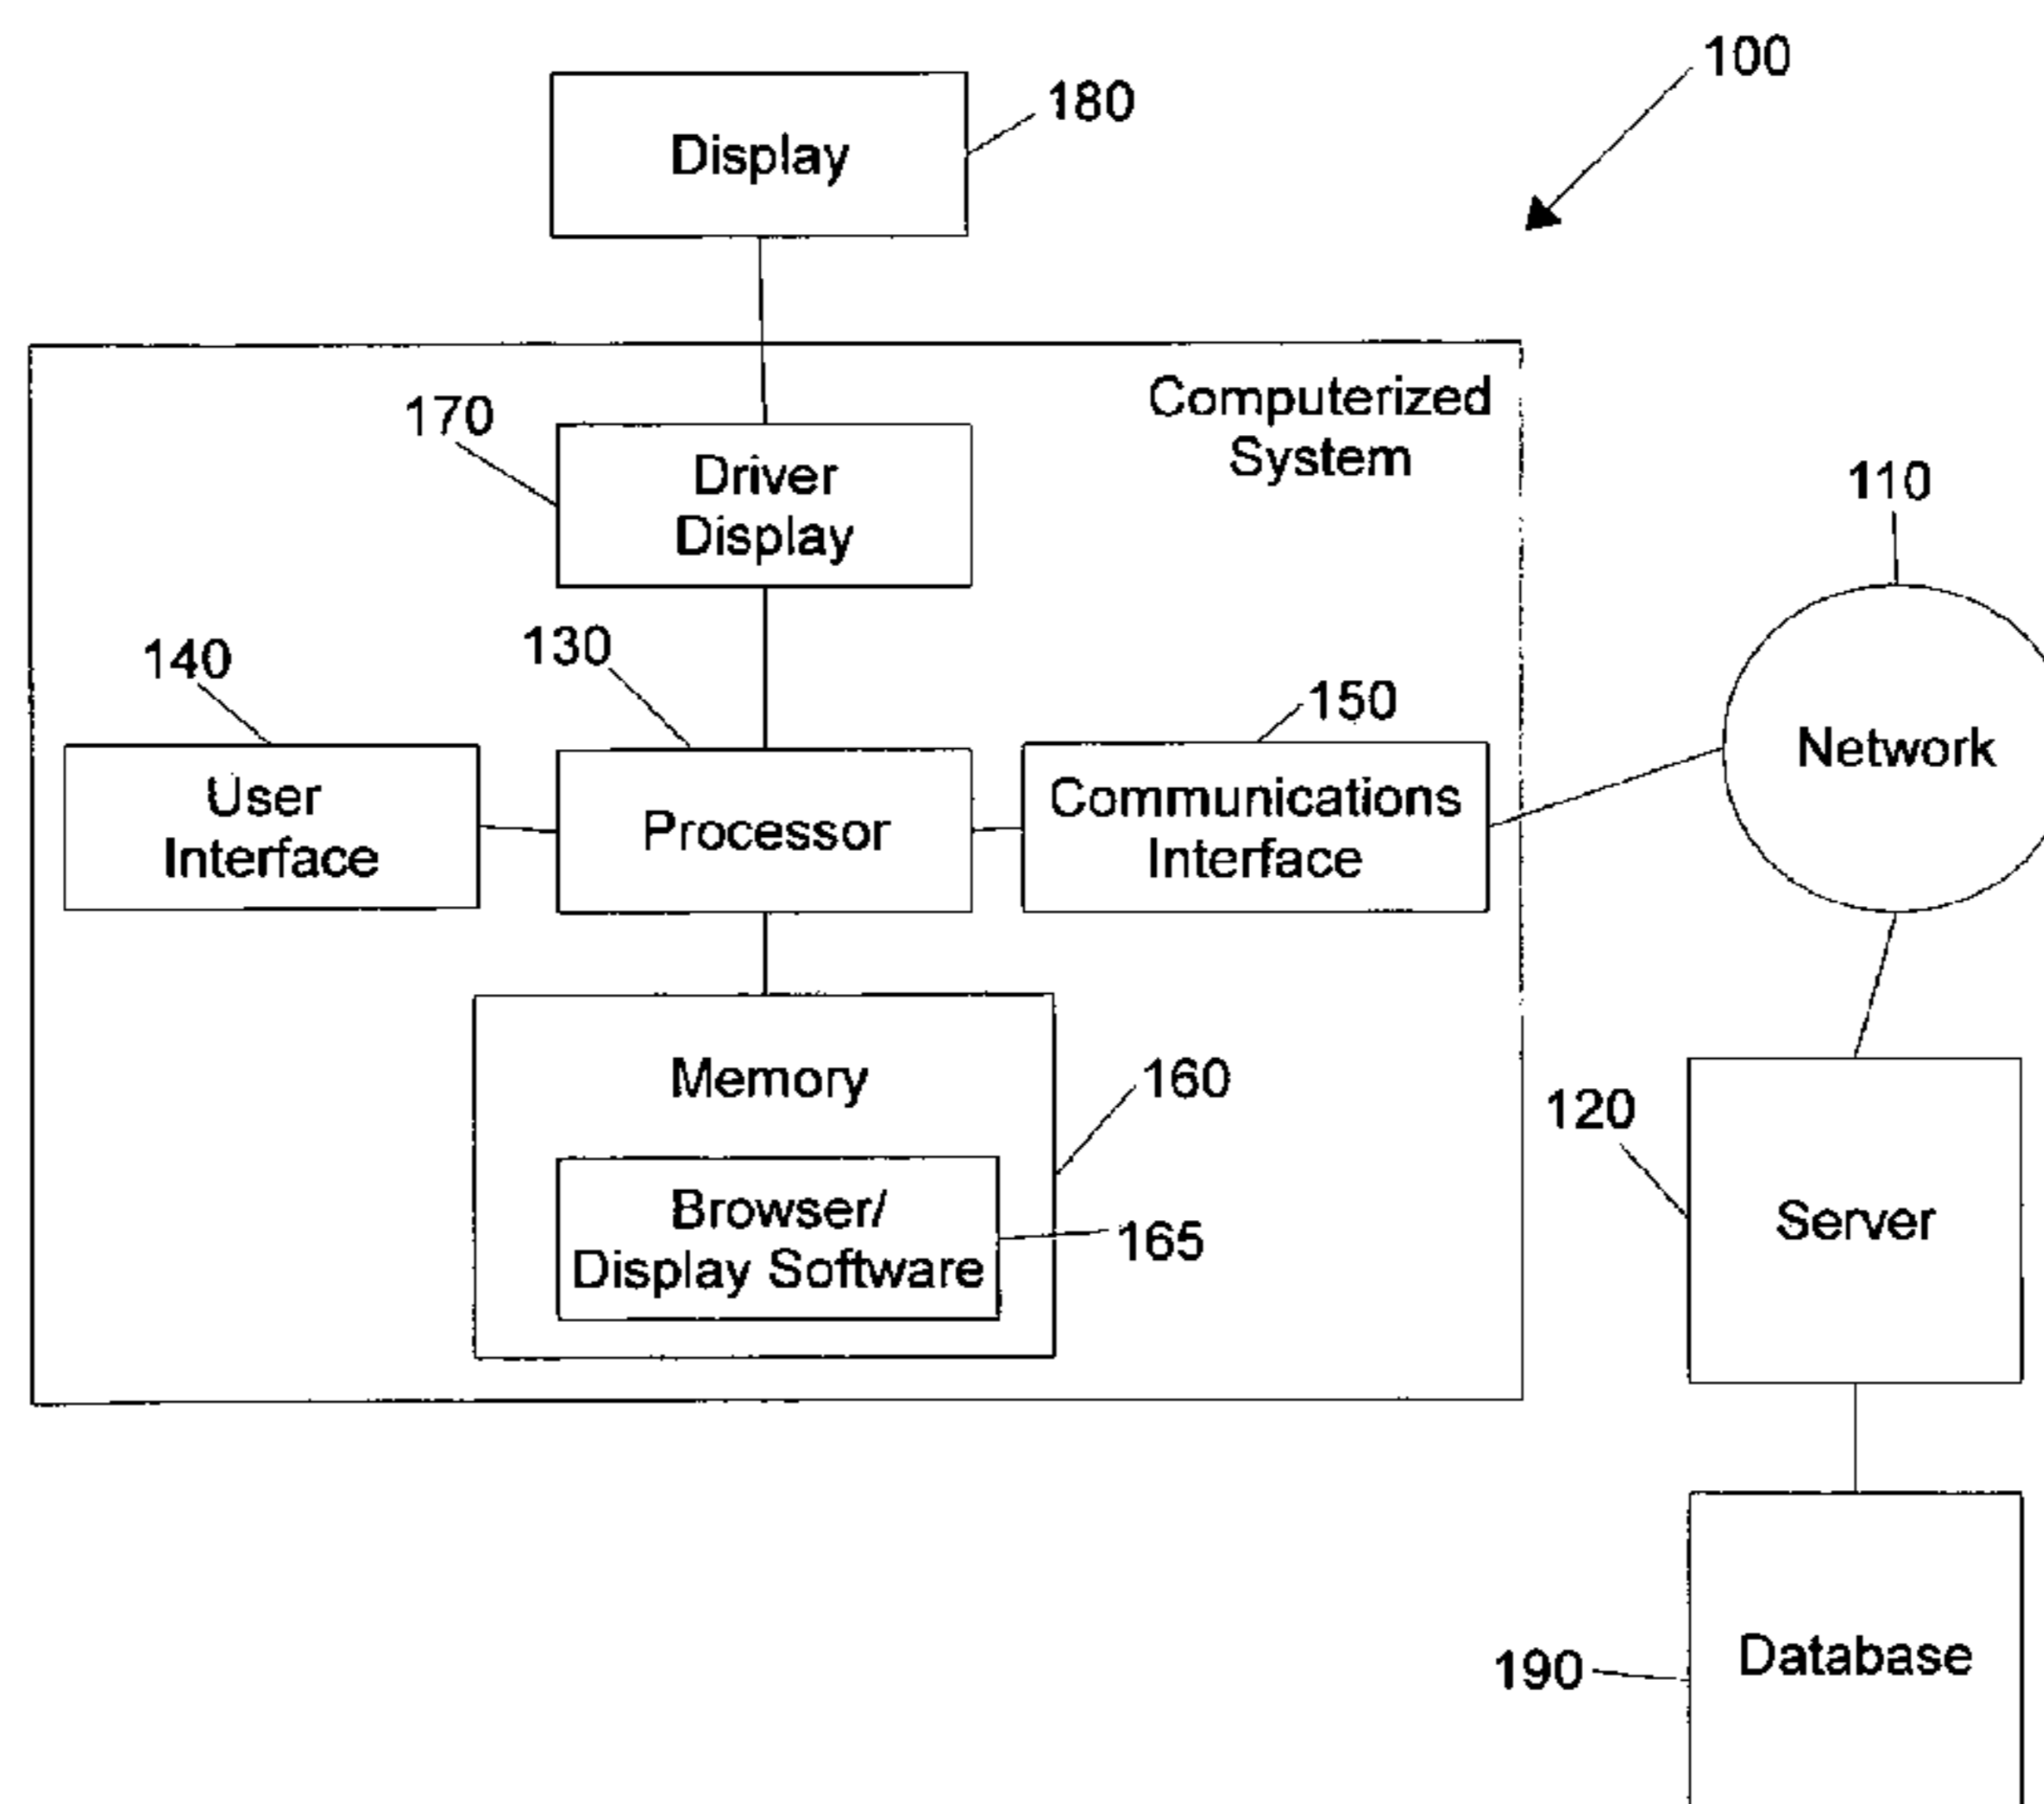 100
180
Display
Computerized
System
170
Driver
Display
110
140
130
150
User
Interface
Processor
Communications
Interface
Network
Memory
160
120
Browser/
Display Software
165
Server
190
Database